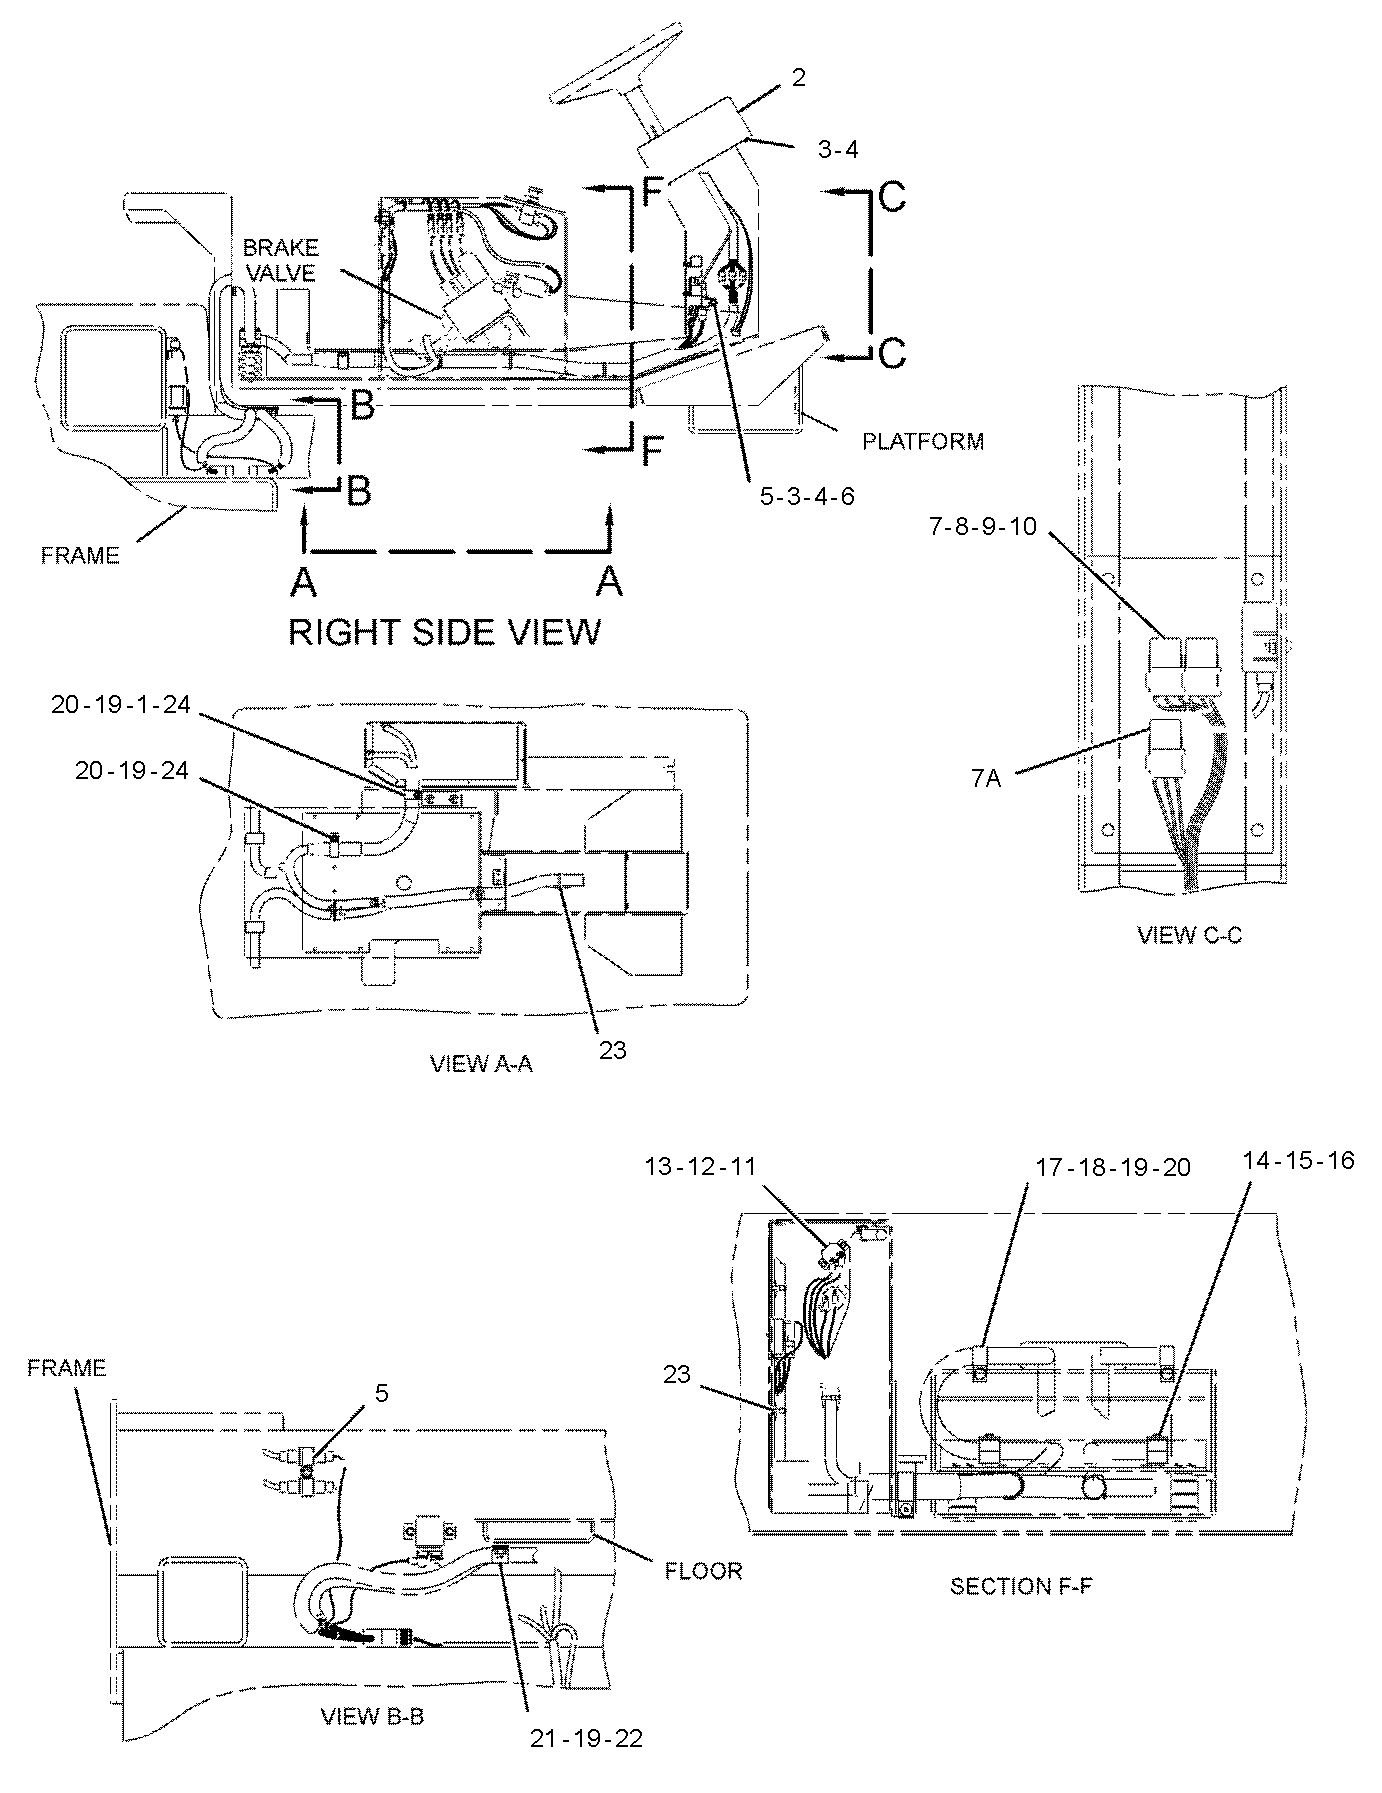 2
3-4
F
C
BRAKE
VALVE
C
B
PLATFORM
F
B
5-3-4-6
7-8-9-10
FRAME
A
A
RIGHT SIDE VIEW
20-19-1-24
20-19-24
7A
VIEW C-C
23
VIEW A-A
13-12-11
17-18-19-20
14-15-16
FRAME
23
5
FLOOR
SECTION F-F
VIEW B-B
21-19-22